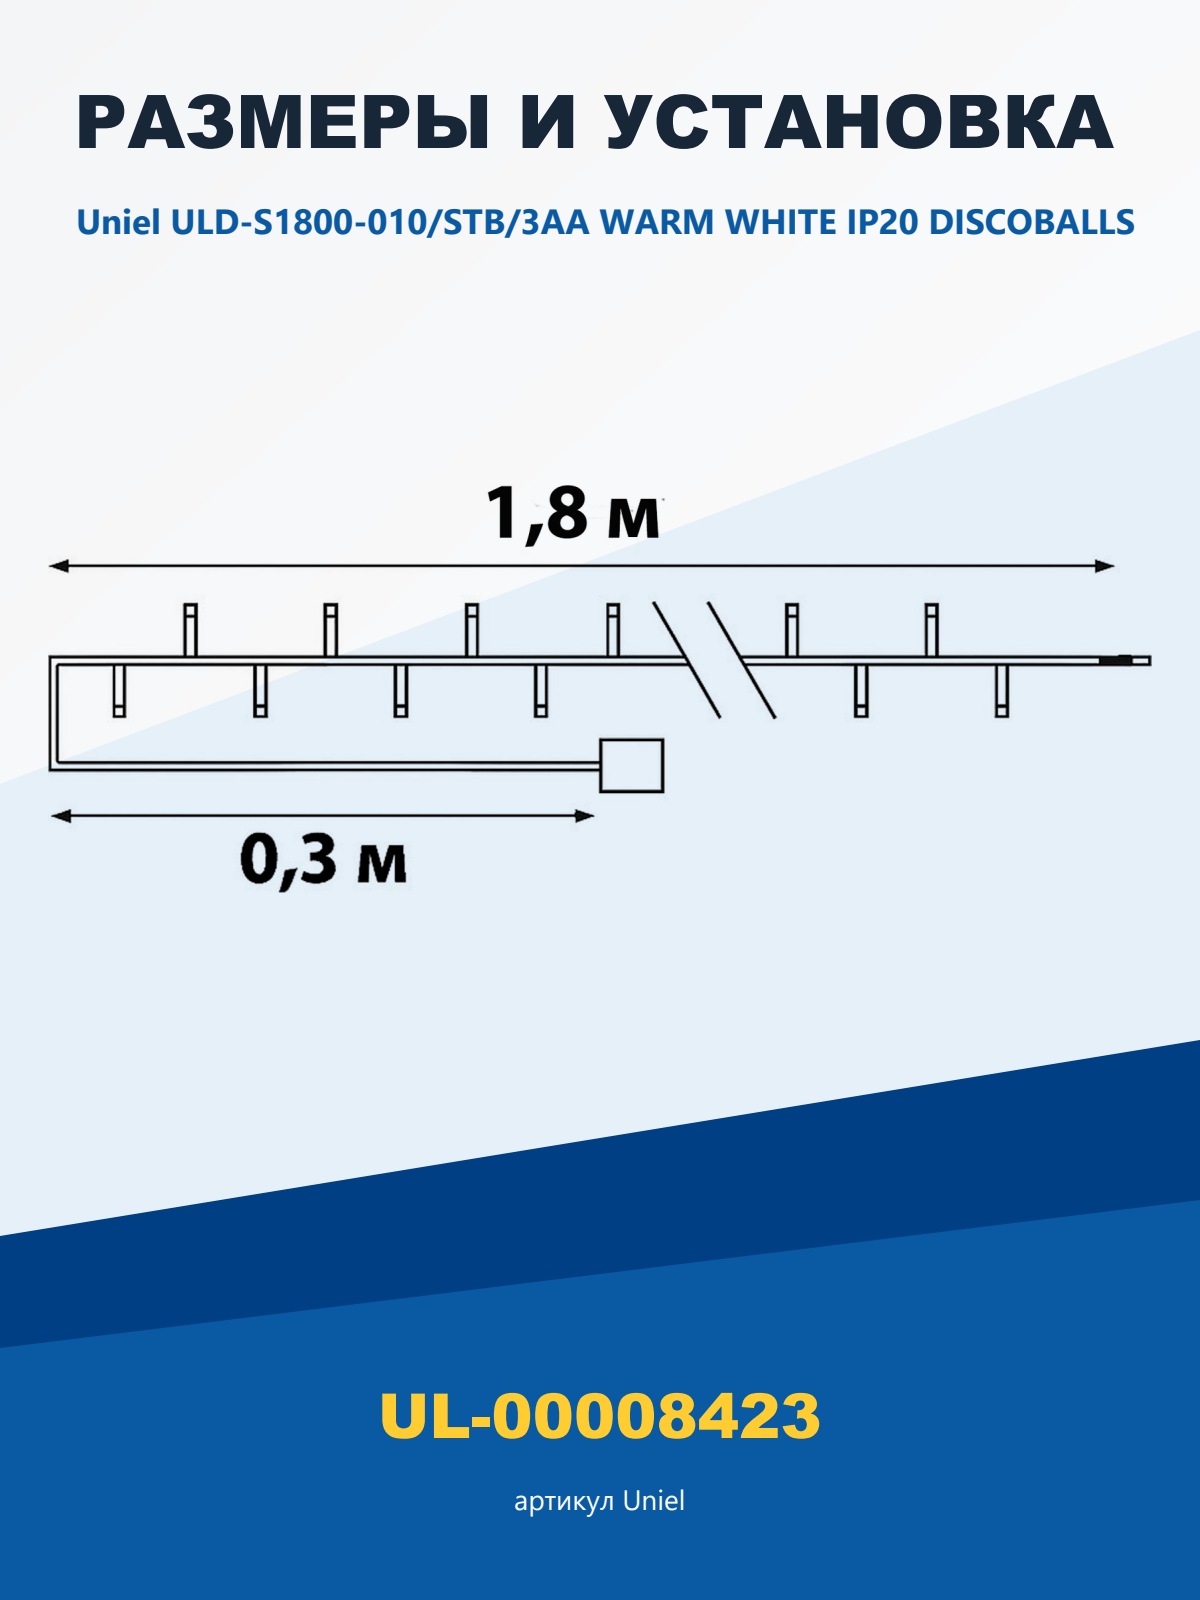 РАЗМЕРЫ И УСТАНОВКА
Uniel ULD-S1800-010/STB/3AA WARM WHITE IP20 DISCOBALLS
1,8 м
0,3 м
UL-00008423
артикул Uniel